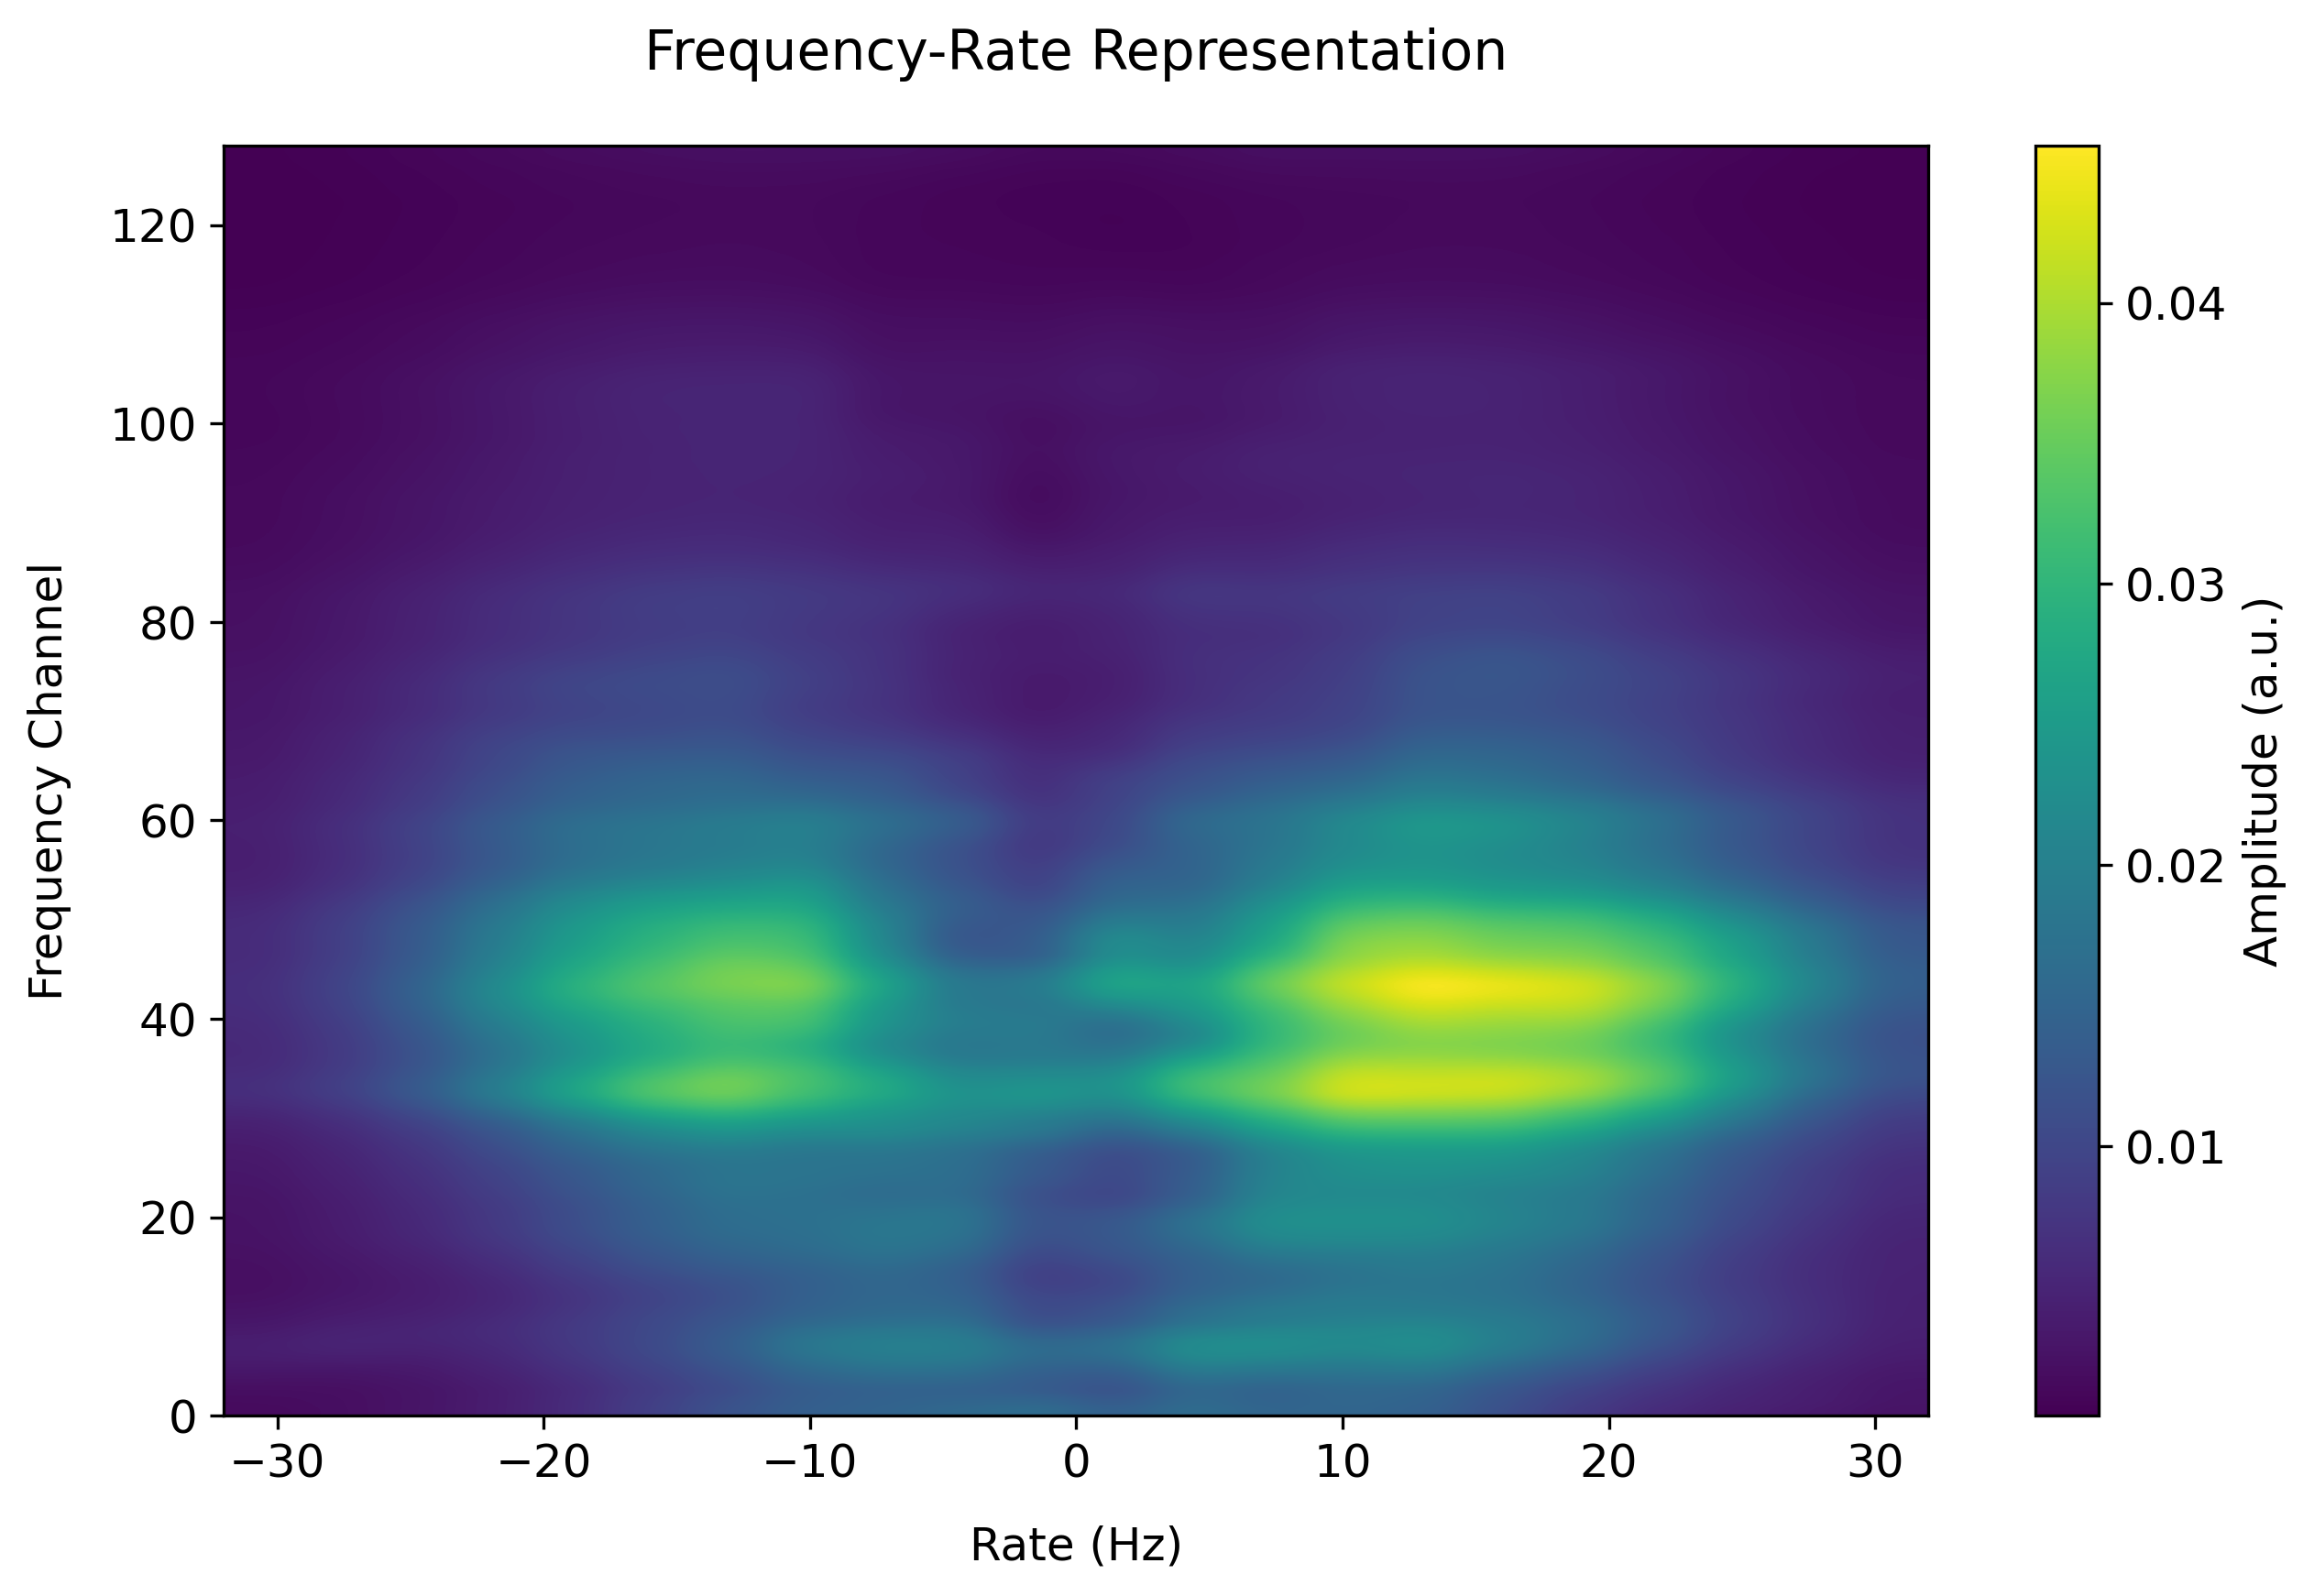 Frequency-Rate Representation
Frequency Channel
120
100
80
60
40
20
0
−30 −20 −10 0 10 20 30
Rate (Hz)
0.04
0.03
0.02
0.01
Amplitude (a.u.)